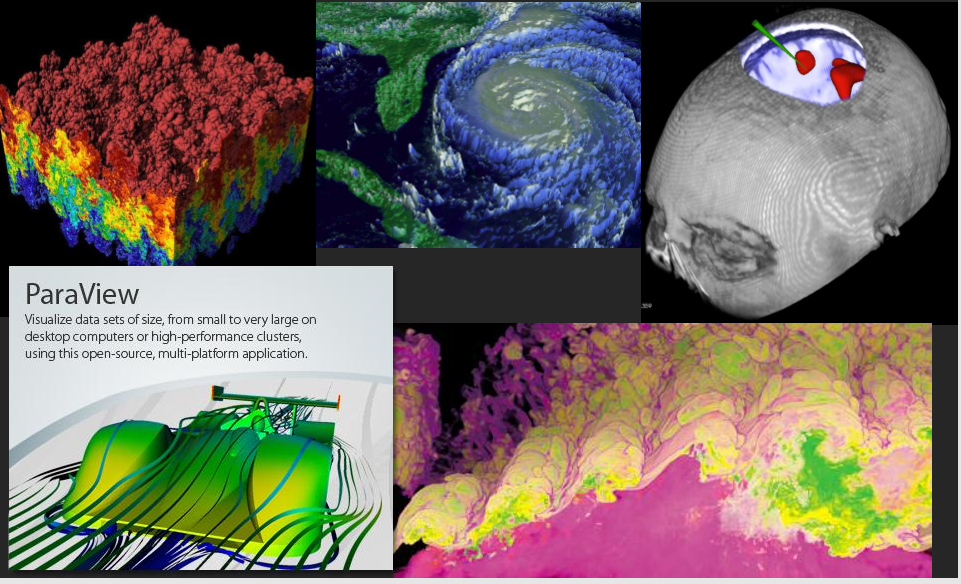 ParaView
Visualize data sets of size, from small to very large on
desktop computers or high-performance clusters,
using this open-source, multi-platform application.